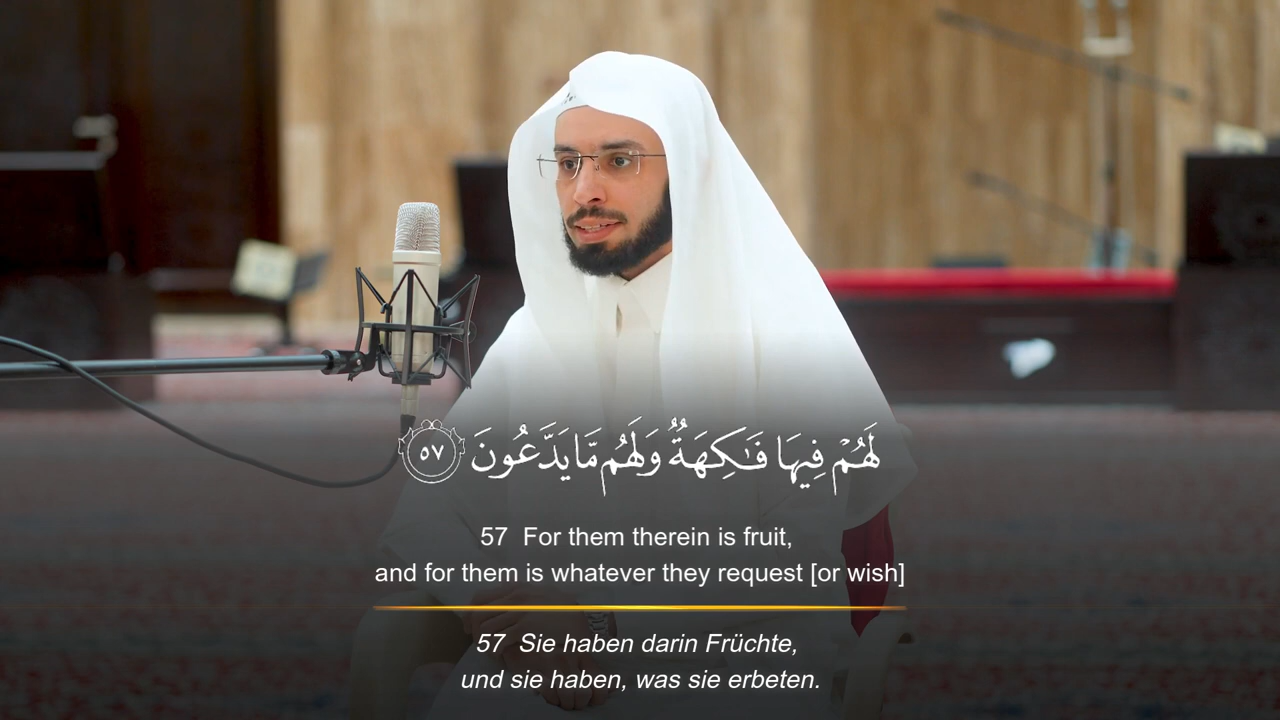 لَهُمْ فِيهَا فَـٰكِهَةٌ وَلَهُم مَّا يَدَّعُونَ ٥٧
57 For them therein is fruit,
and for them is whatever they request [or wish]
57 Sie haben darin Früchte,
und sie haben, was sie erbeten.